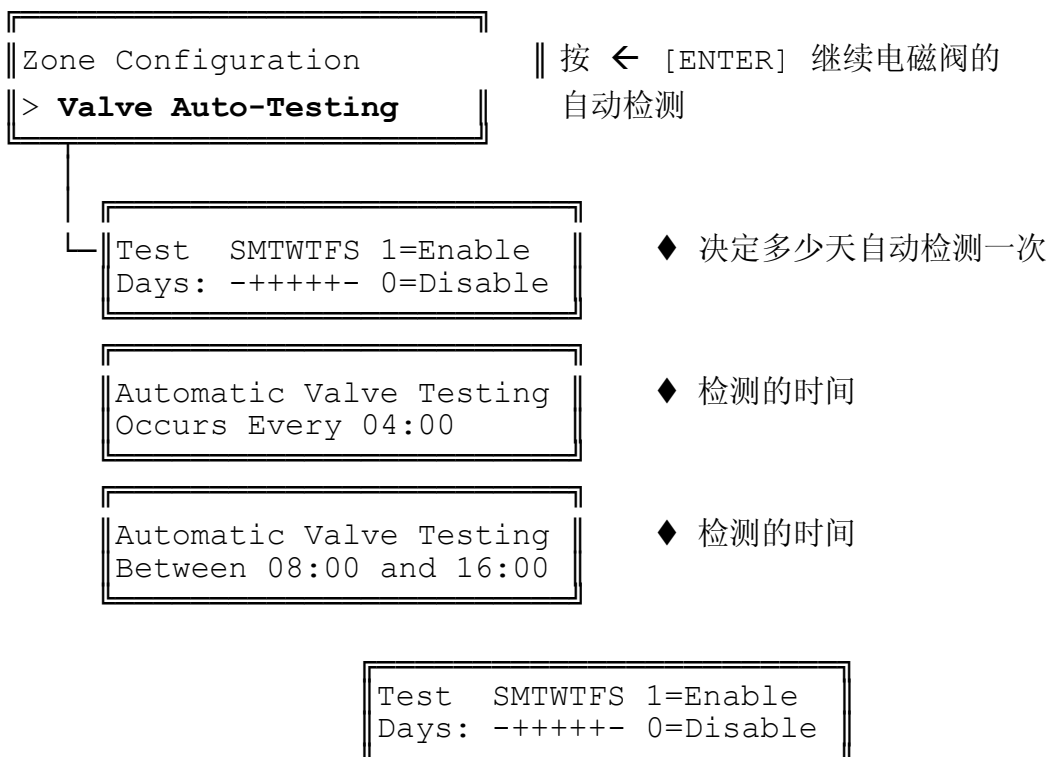 Zone Configuration
按 ← [ENTER] 继续电磁阀的
> Valve Auto-Testing
自动检测
Test SMTWTFS 1=Enable
Days: -+++++- 0=Disable
♦ 决定多少天自动检测一次
Automatic Valve Testing
Occurs Every 04:00
♦ 检测的时间
Automatic Valve Testing
Between 08:00 and 16:00
♦ 检测的时间
Test SMTWTFS 1=Enable
Days: -+++++- 0=Disable